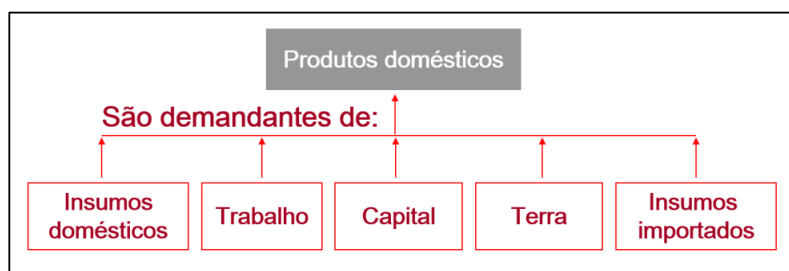 Produtos domésticos
São demandantes de:
Insumos
domésticos
Trabalho
Capital
Terra
Insumos
importados